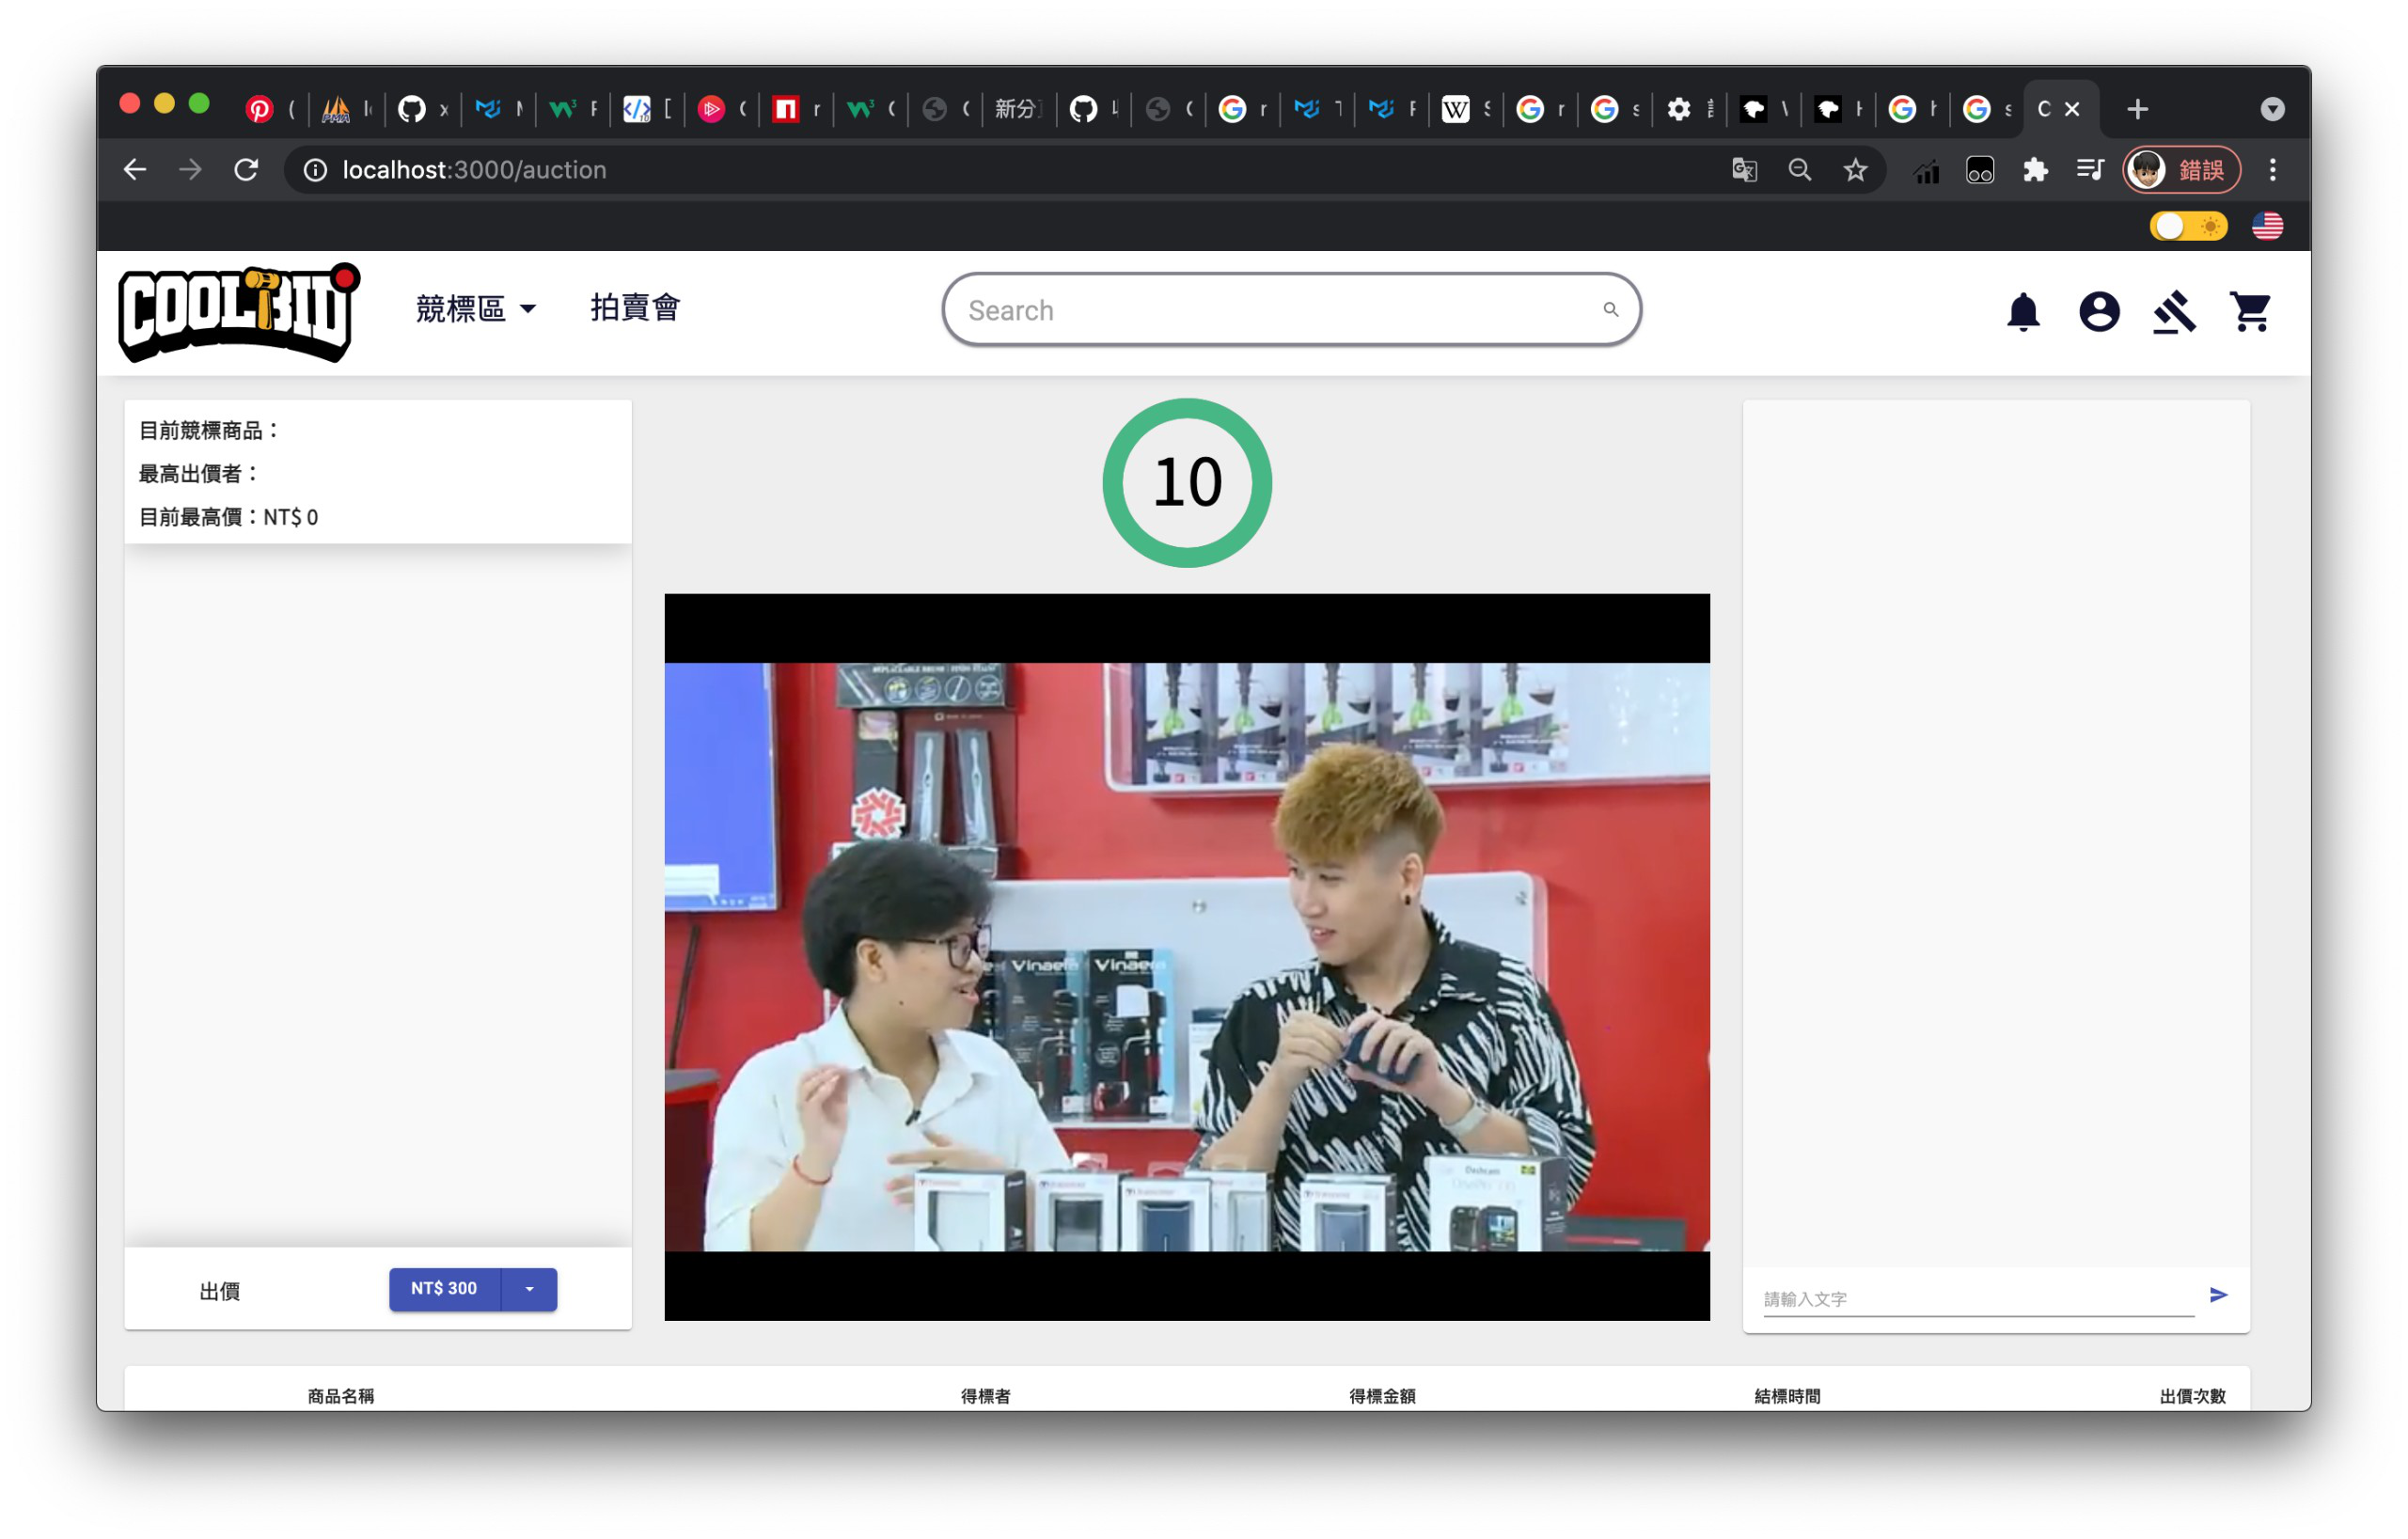 新分
localhost:3000/auction
錯誤
COOLBID
競標區
拍賣會
Search
目前競標商品：
最高出價者：
目前最高價：NT$ 0
10
Vinaera
Dashcam
出價
NT$ 300
請輸入文字
商品名稱
得標者
得標金額
結標時間
出價次數